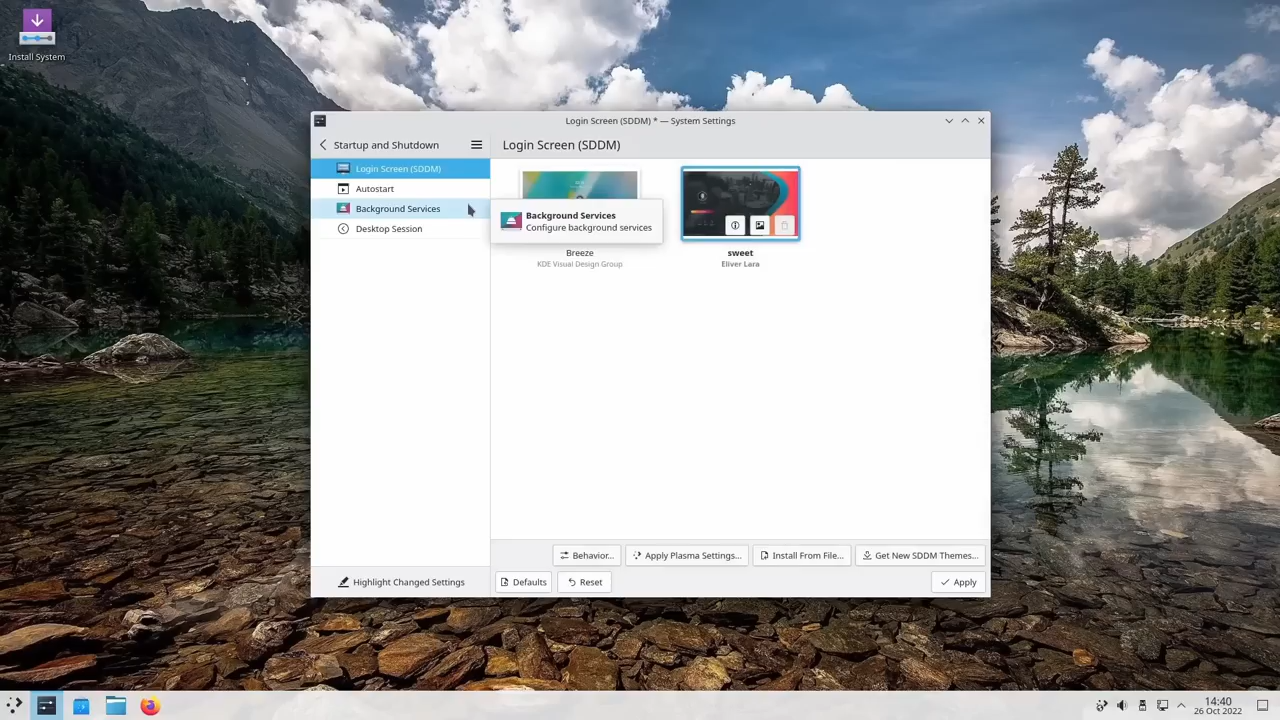 Install System
Login Screen (SDDM) * — System Settings
Startup and Shutdown
Login Screen (SDDM)
Login Screen (SDDM)
Autostart
Background Services
Desktop Session
Background Services
Configure background services
Breeze
KDE Visual Design Group
sweet
Eliver Lara
Behavior...
Apply Plasma Settings...
Install From File...
Get New SDDM Themes...
Highlight Changed Settings
Defaults
Reset
Apply
14:40
26 Oct 2022